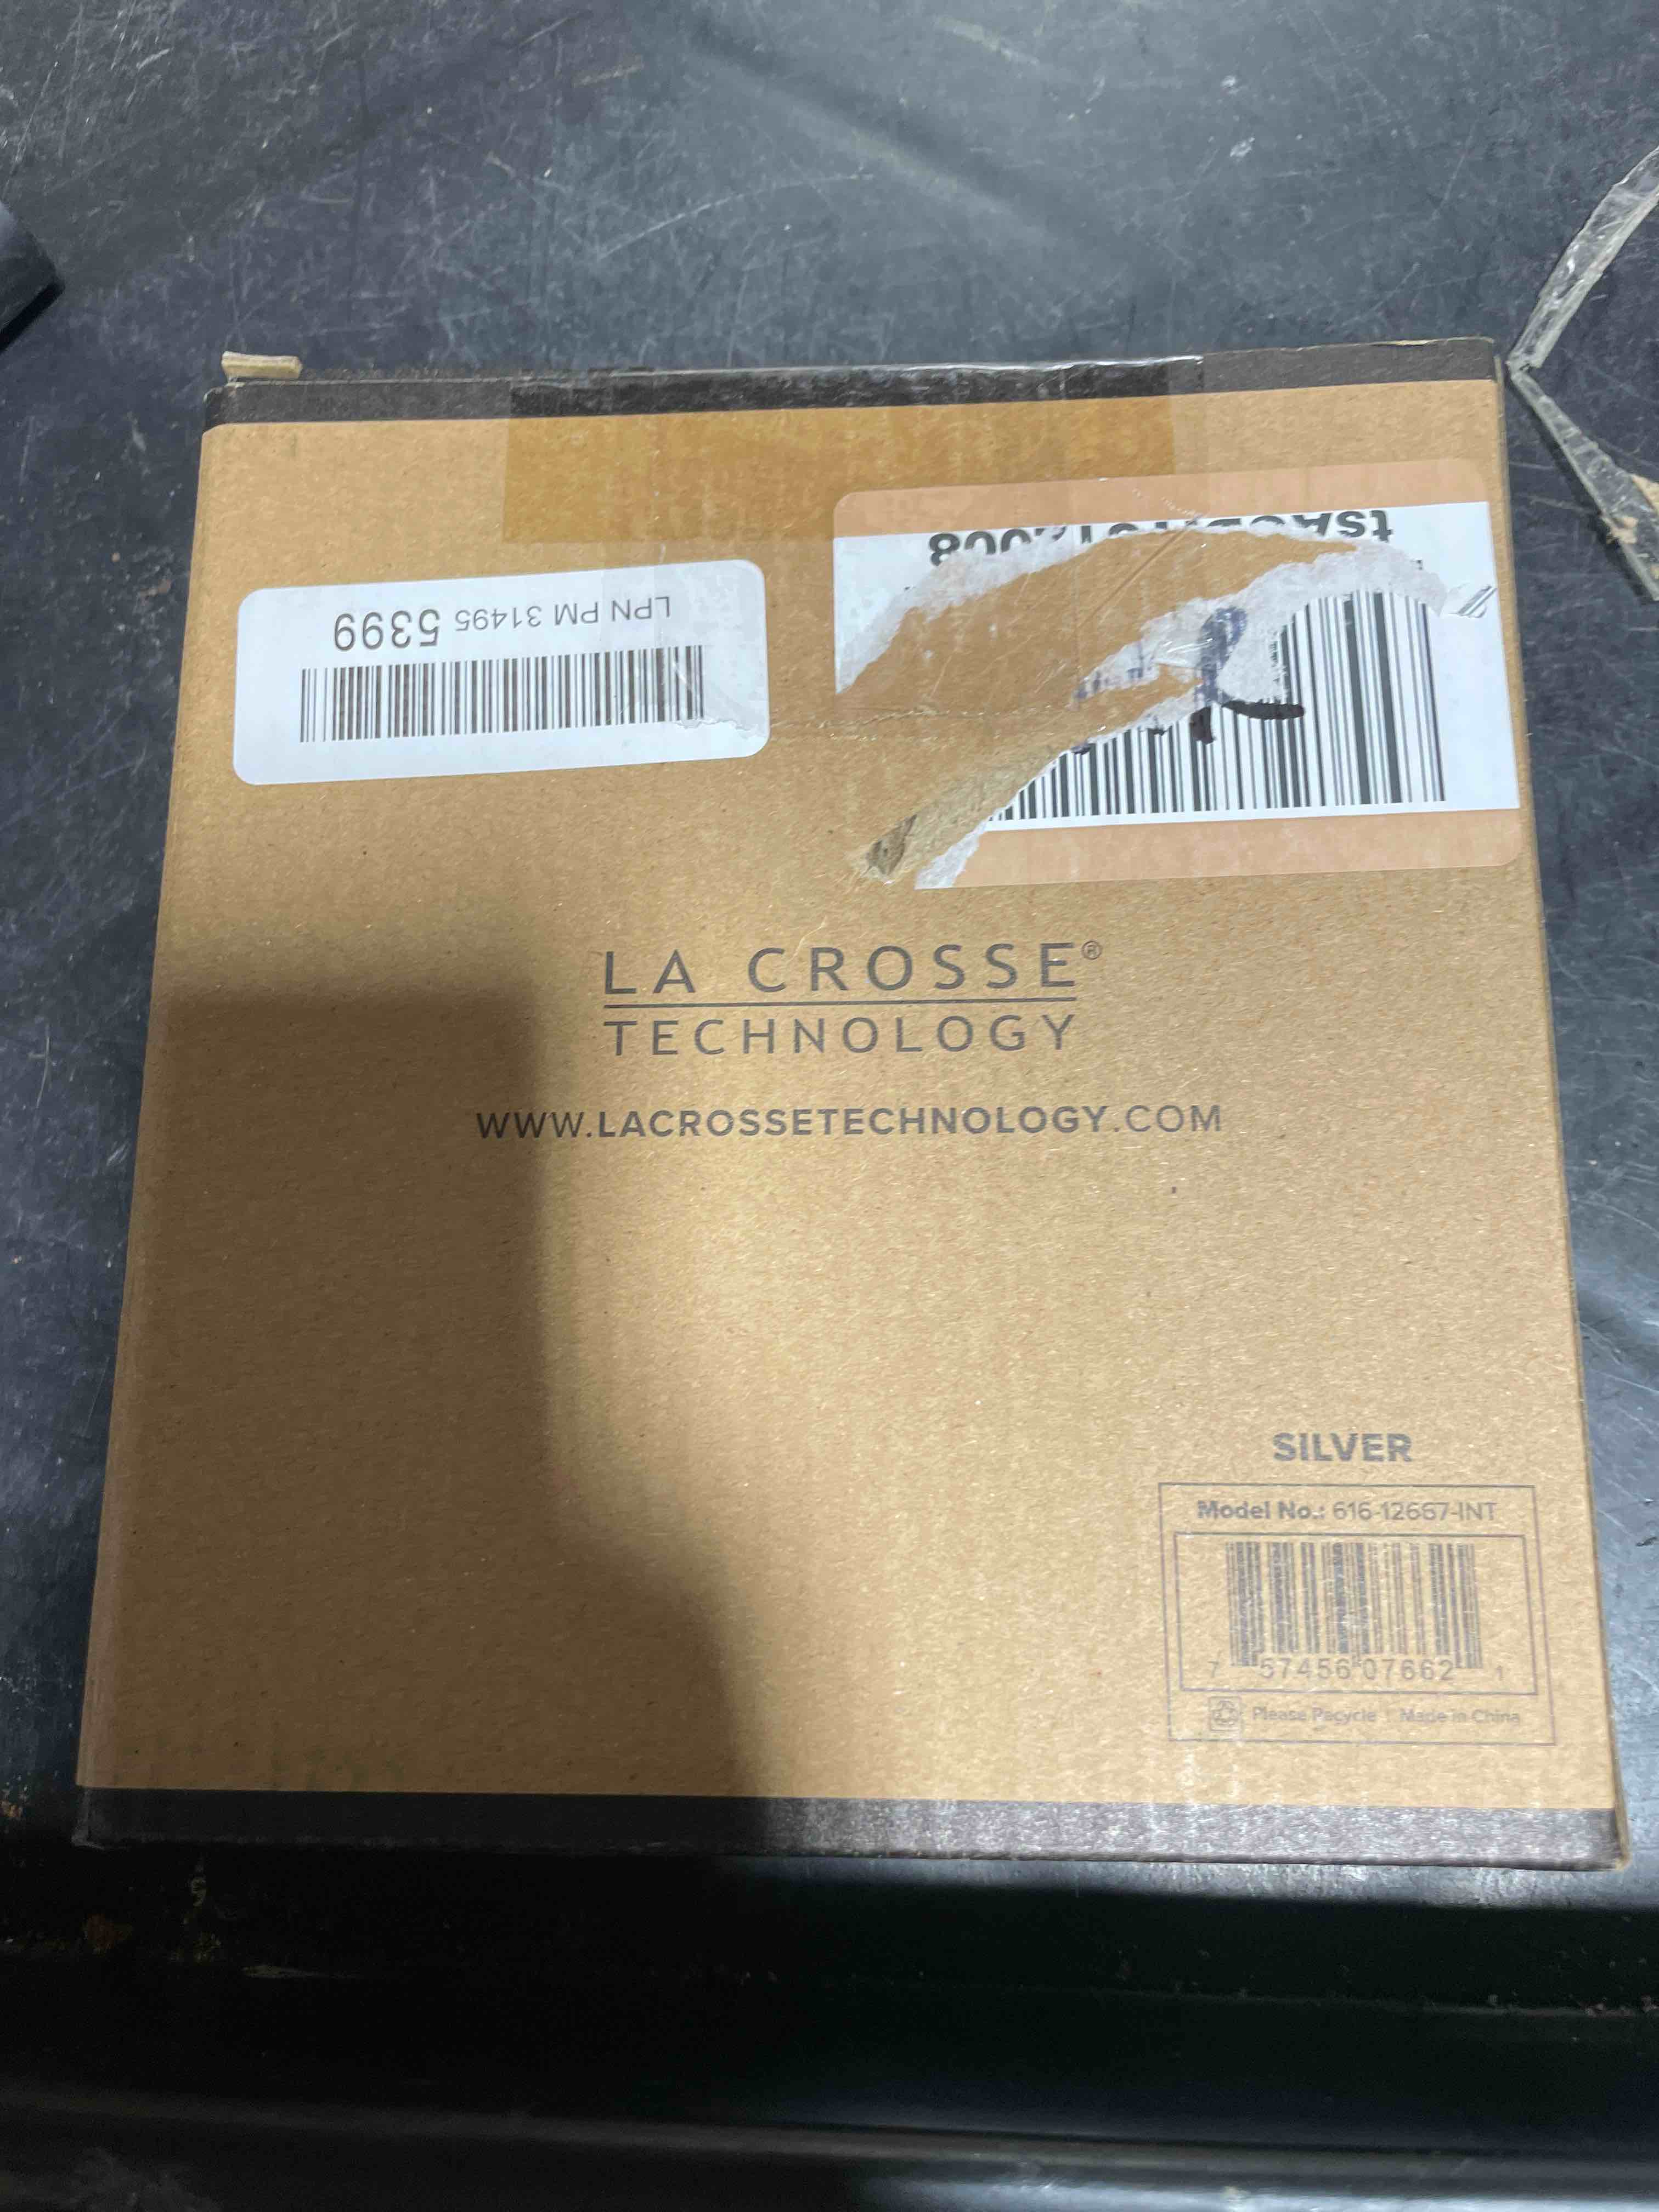 LPN PM 31495 5399
LA CROSSE®
TECHNOLOGY
WWW.LACROSSETECHNOLOGY.COM
SILVER
Model No.: 616-12667-INT
7 57456 07662 1
Please Recycle | Made in China